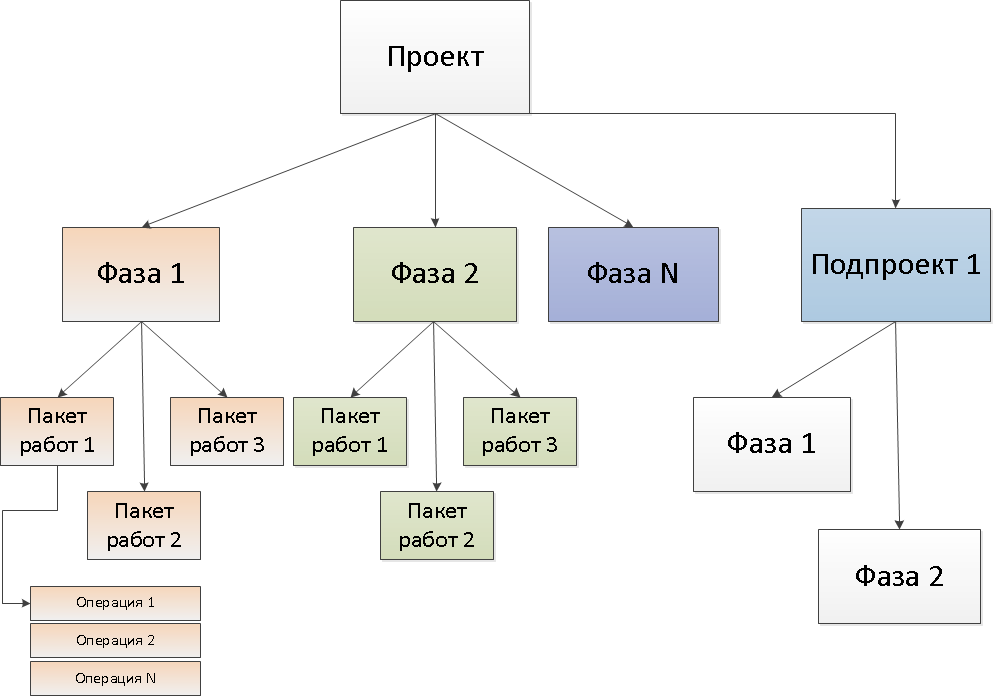 Проект
Фаза 1
Фаза 2
Фаза N
Подпроект 1
Пакет
работ 1
Пакет
работ 3
Пакет
работ 1
Пакет
работ 3
Фаза 1
Пакет
работ 2
Пакет
работ 2
Фаза 2
Операция 1
Операция 2
Операция N